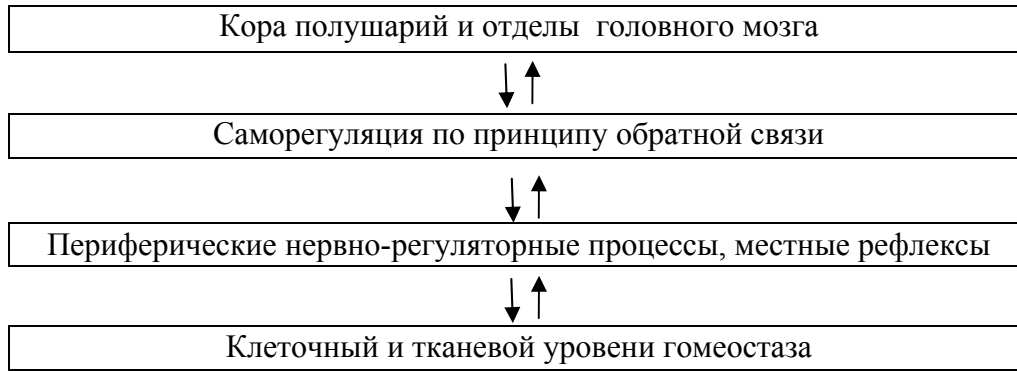 Кора полушарий и отделы головного мозга
Саморегуляция по принципу обратной связи
Периферические нервно-регуляторные процессы, местные рефлексы
Клеточный и тканевой уровени гомеостаза